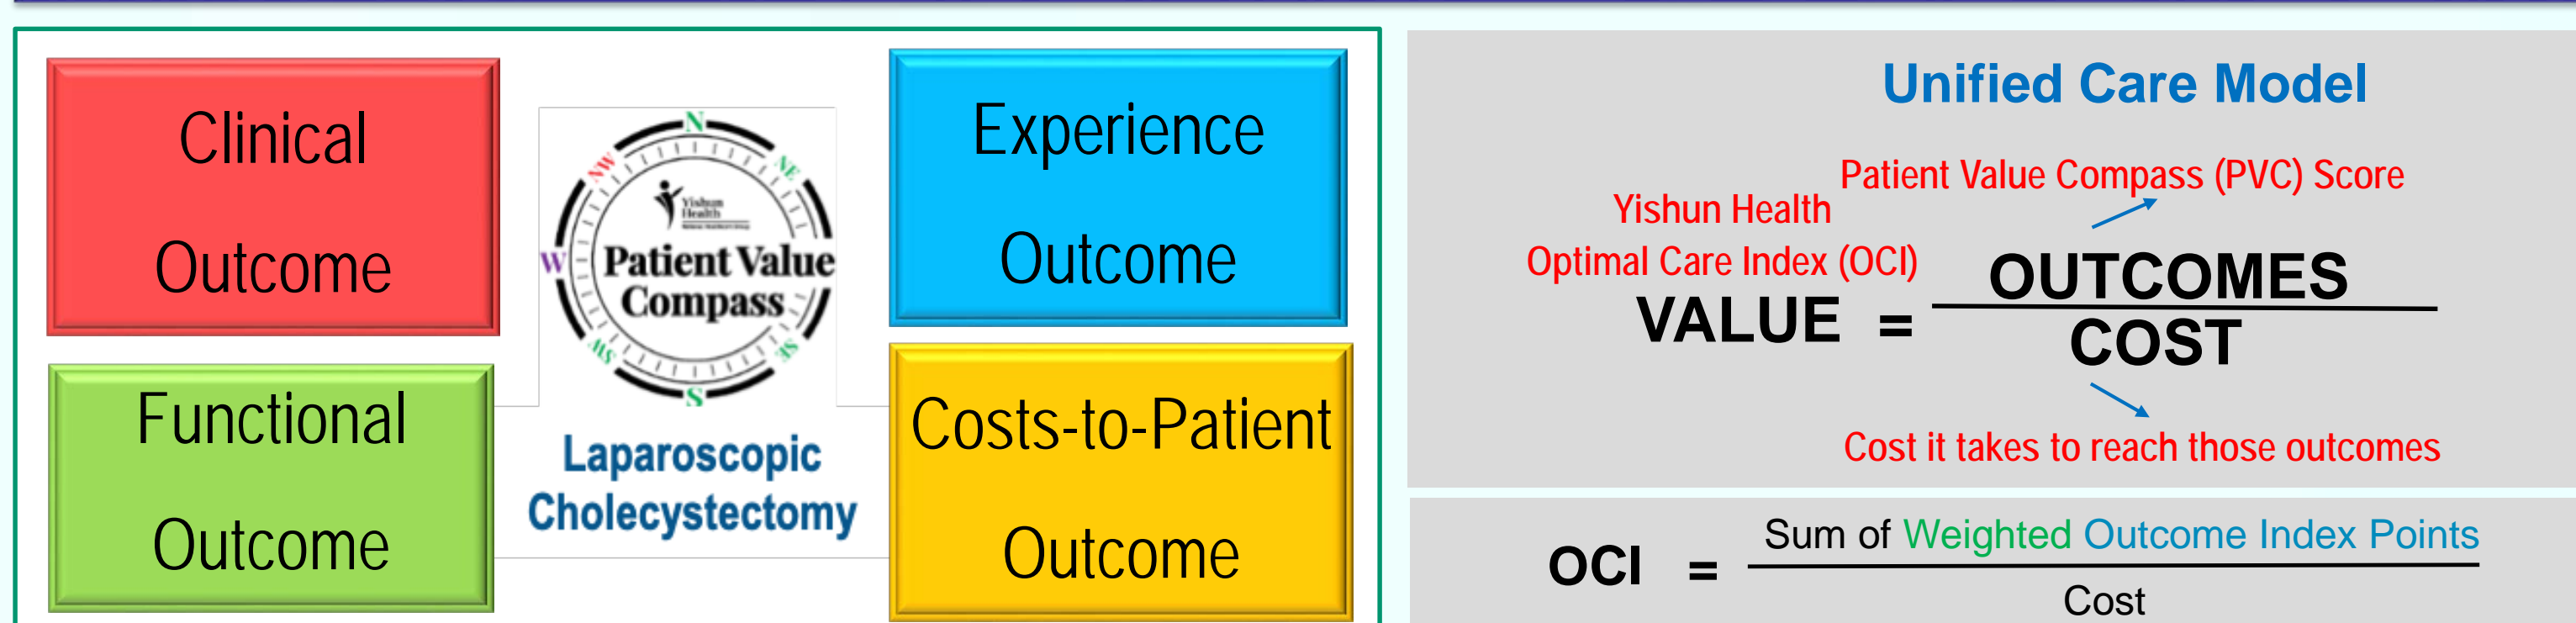 Clinical
Outcome
Experience
Outcome
Functional
Outcome
Costs-to-Patient
Outcome
N
NW
NE
W
SW
SE
S
Yishun
Health
Patient Value
Compass
Laparoscopic
Cholecystectomy
Unified Care Model
Patient Value Compass (PVC) Score
Yishun Health
Optimal Care Index (OCI)
VALUE = OUTCOMES
COST
Cost it takes to reach those outcomes
OCI = Sum of Weighted Outcome Index Points
Cost